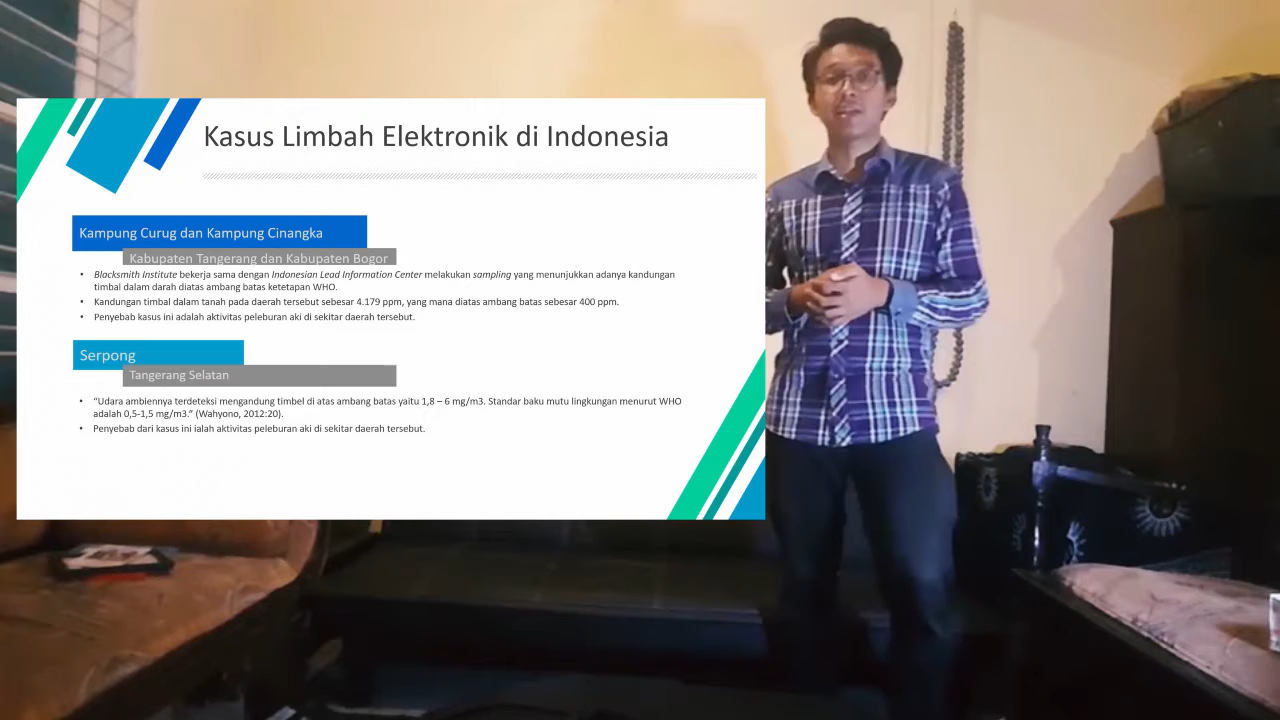 Kasus Limbah Elektronik di Indonesia
Kampung Curug dan Kampung Cinangka
Kabupaten Tangerang dan Kabupaten Bogor
• Blacksmith Institute bekerja sama dengan Indonesian Lead Information Center melakukan sampling yang menunjukkan adanya kandungan
timbal dalam darah diatas ambang batas ketetapan WHO.
• Kandungan timbal dalam tanah pada daerah tersebut sebesar 4.179 ppm, yang mana diatas ambang batas sebesar 400 ppm.
• Penyebab kasus ini adalah aktivitas peleburan aki di sekitar daerah tersebut.
Serpong
Tangerang Selatan
• “Udara ambiennya terdeteksi mengandung timbel di atas ambang batas yaitu 1,8 – 6 mg/m3. Standar baku mutu lingkungan menurut WHO
adalah 0,5-1,5 mg/m3.” (Wahyono, 2012:20).
• Penyebab dari kasus ini ialah aktivitas peleburan aki di sekitar daerah tersebut.